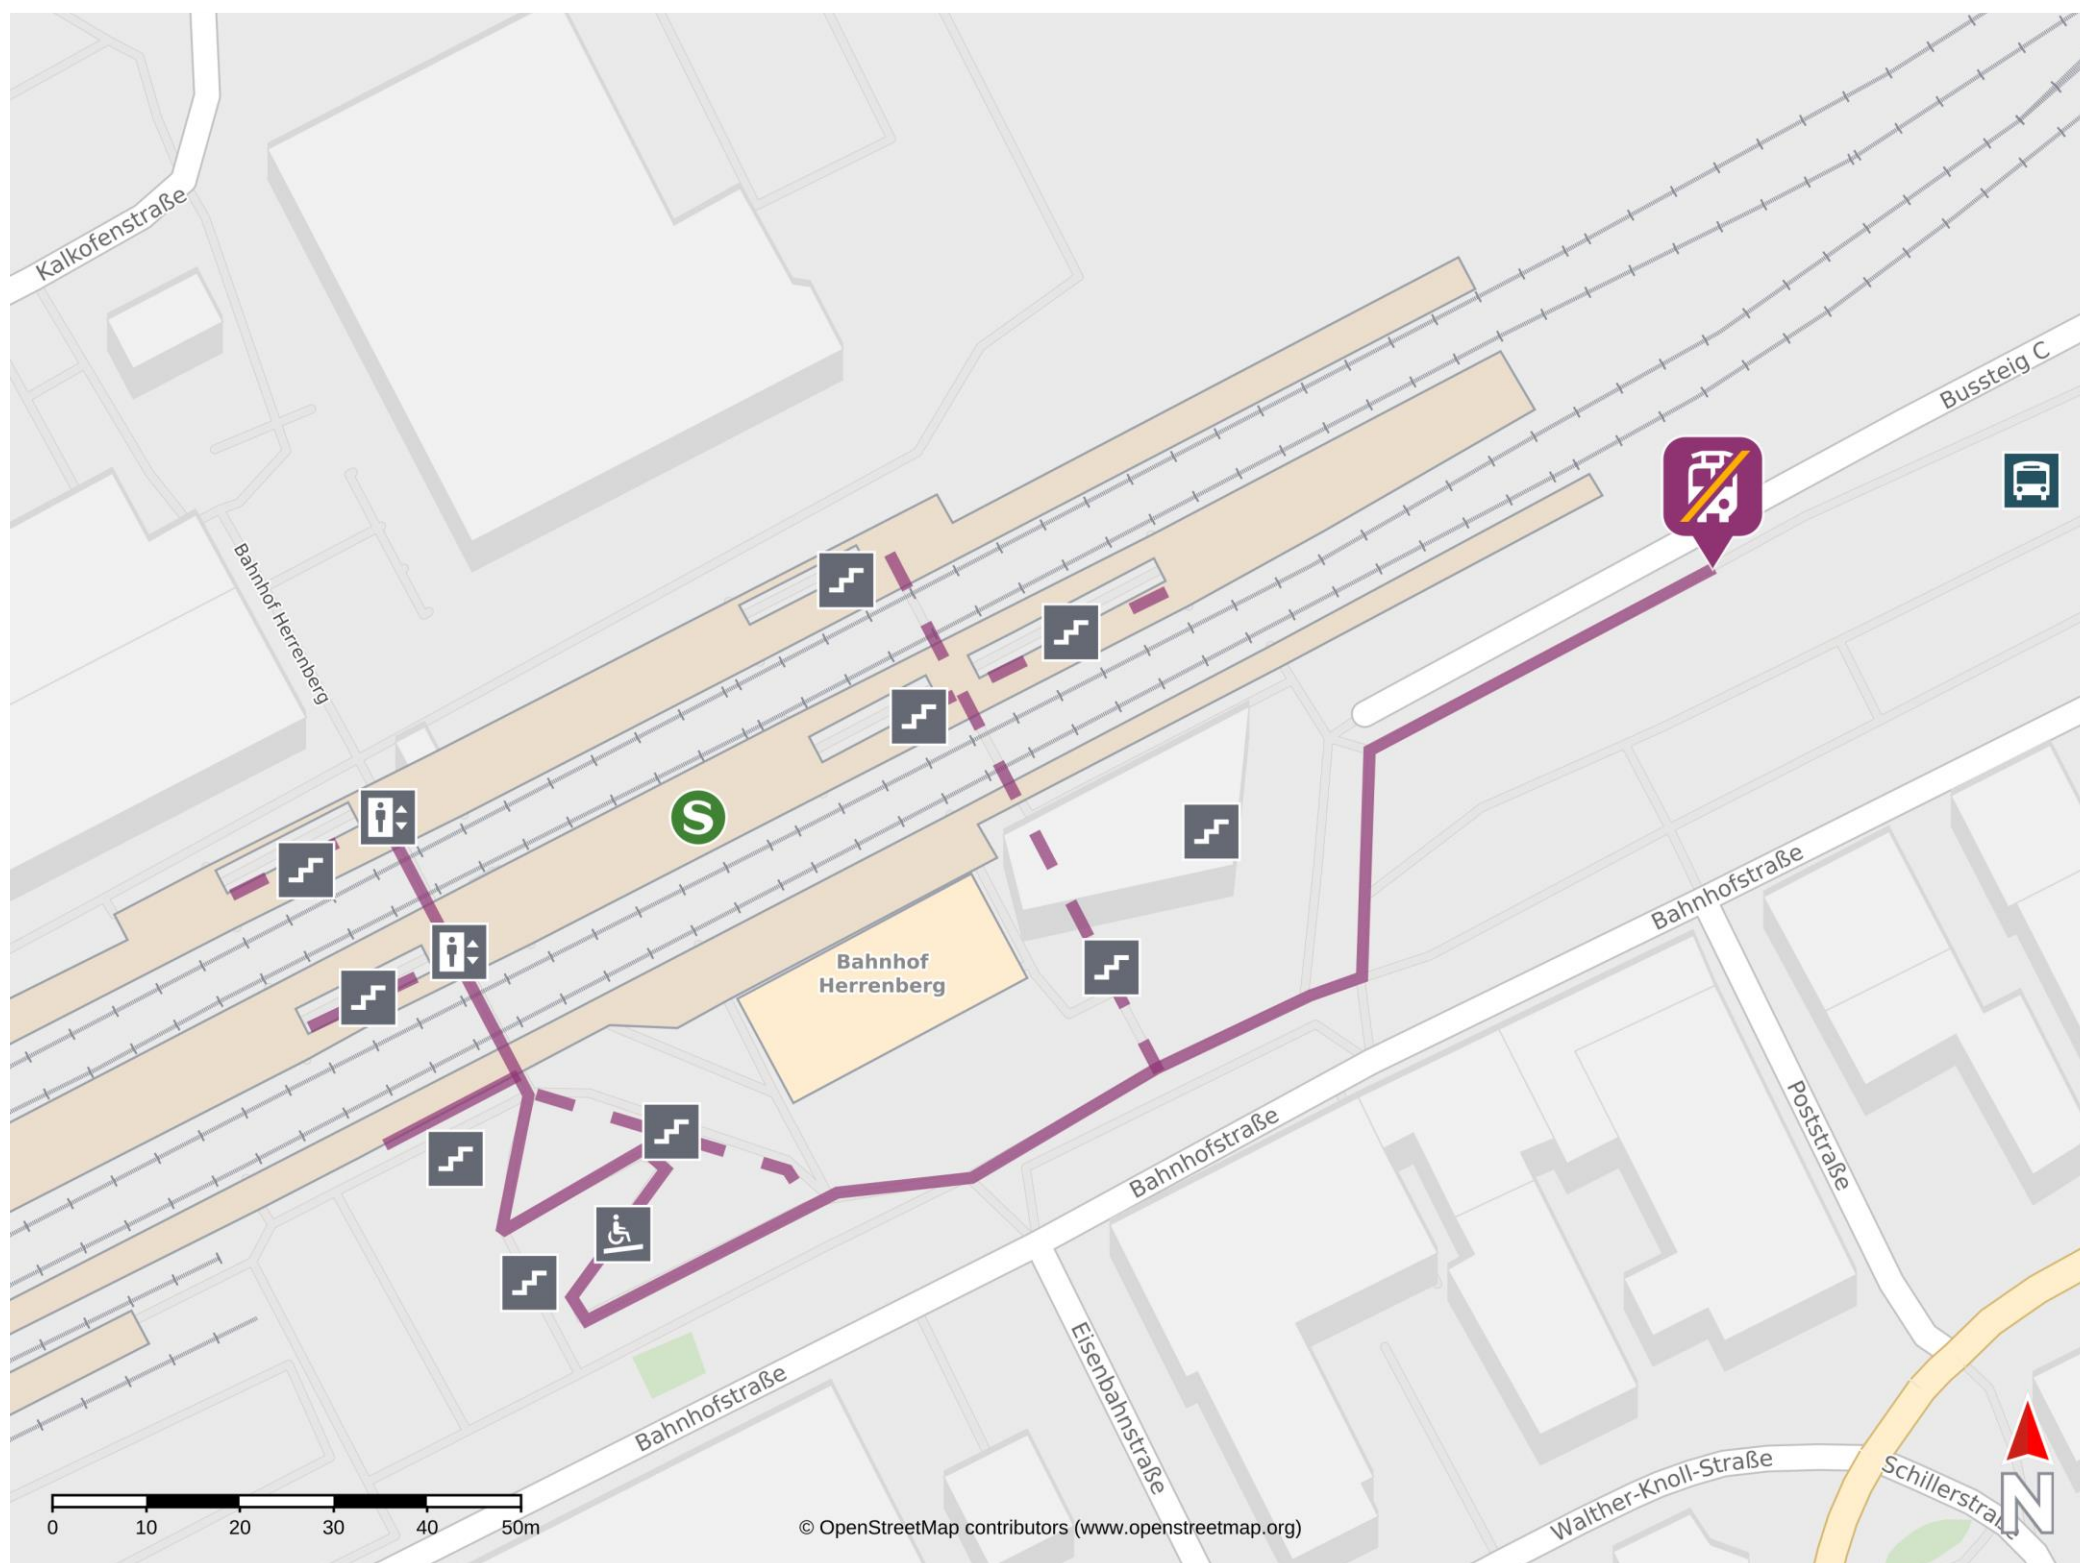 Kalkofenstraße
Bussteig C
Bahnhof Herrenberg
S
Bahnhofstraße
Bahnhof
Herrenberg
Poststraße
Bahnhofstraße
Eisenbahnstraße
Bahnhofstraße
Walther-Knoll-Straße
Schillerstraße
N
0 10 20 30 40 50m
© OpenStreetMap contributors (www.openstreetmap.org)